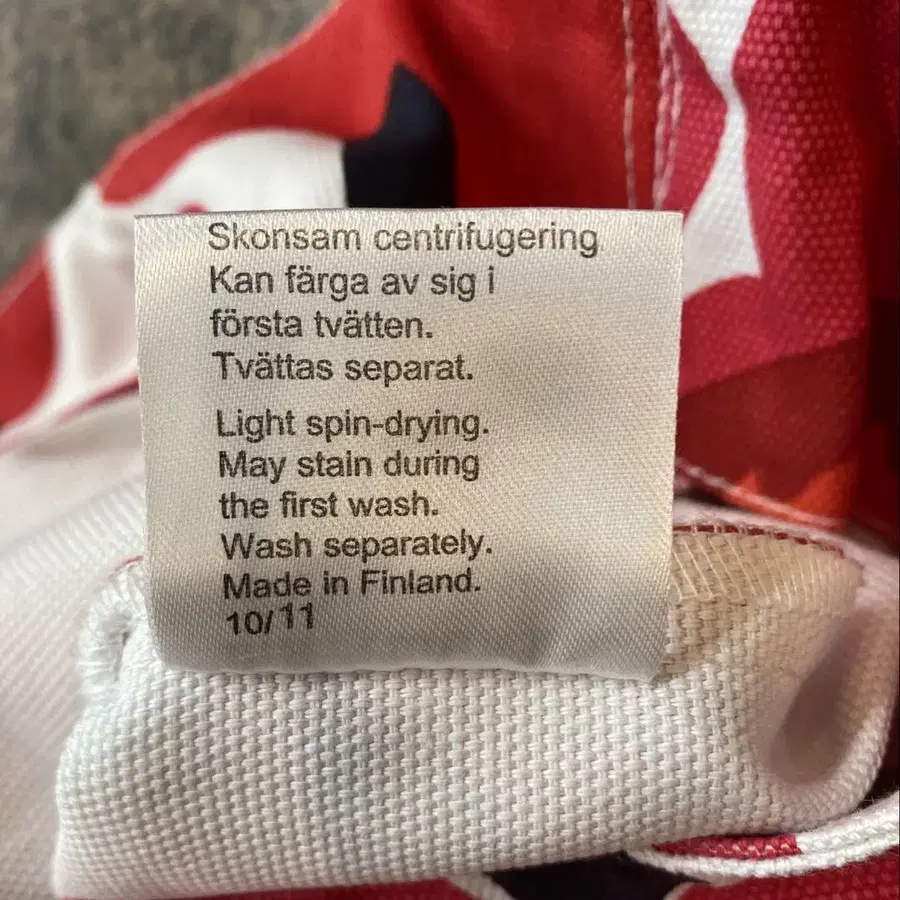 Skonsam centrifugering
Kan färga av sig i
första tvätten.
Tvättas separat.
Light spin-drying.
May stain during
the first wash.
Wash separately.
Made in Finland.
10/11